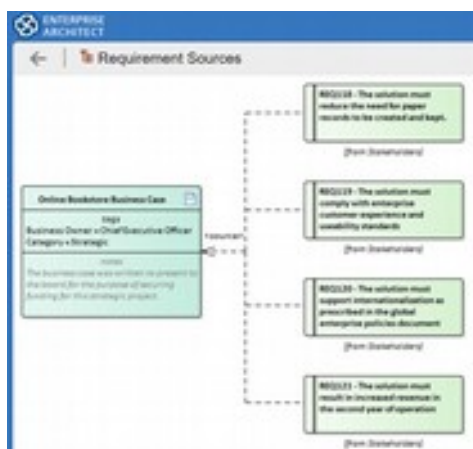 ENTERPRISE
ARCHITECT
Requirement Sources
REQ118 - The solution must
reduce the need for paper
records to be created and kept.
(from Stakeholders)
Online Bookstore Business Case
tags
Business Owner = Chief Executive Officer
Category = Strategic
notes
The business case was written to present to
the board for the purpose of securing
funding for this strategic project.
«source»
REQ119 - The solution must
comply with enterprise
customer experience and
useability standards
(from Stakeholders)
REQ120 - The solution must
support internationalization as
prescribed in the global
enterprise policies document
(from Stakeholders)
REQ121 - The solution must
result in increased revenue in
the second year of operation
(from Stakeholders)